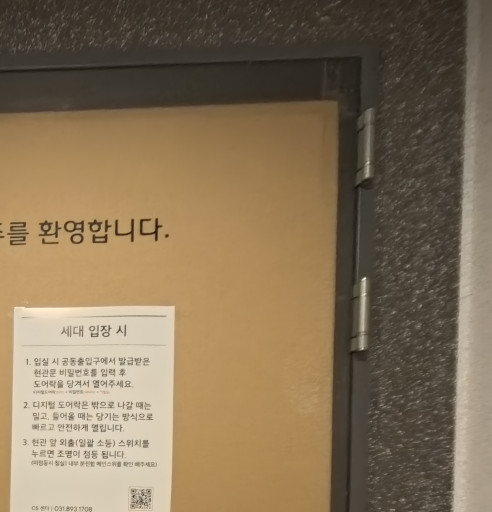 를 환영합니다.
세대 입장 시
1. 입실 시 공동출입구에서 발급받은
현관문 비밀번호를 입력 후
도어락을 당겨서 열어주세요.
2. 디지털 도어락은 밖으로 나갈 때는
밀고, 들어올 때는 당기는 방식으로
빠르고 안전하게 열립니다.
3. 현관 앞 외출(일괄 소등) 스위치를
누르면 조명이 점등 됩니다.
CS 센터 | 031.893.1708